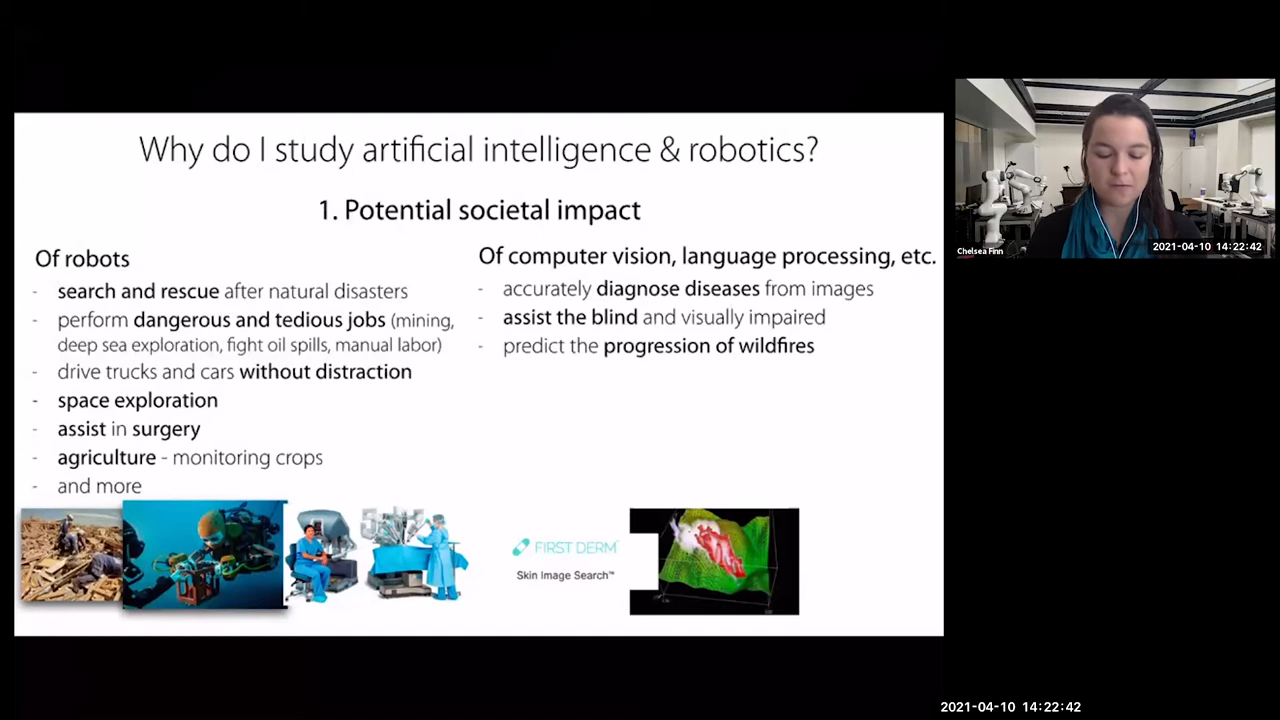 Why do I study artificial intelligence & robotics?
1. Potential societal impact
Of robots
- search and rescue after natural disasters
- perform dangerous and tedious jobs (mining,
deep sea exploration, fight oil spills, manual labor)
- drive trucks and cars without distraction
- space exploration
- assist in surgery
- agriculture - monitoring crops
- and more
Of computer vision, language processing, etc.
- accurately diagnose diseases from images
- assist the blind and visually impaired
- predict the progression of wildfires
FIRST DERM
Skin Image Search™
Chelsea Finn
2021-04-10 14:22:42
2021-04-10 14:22:42